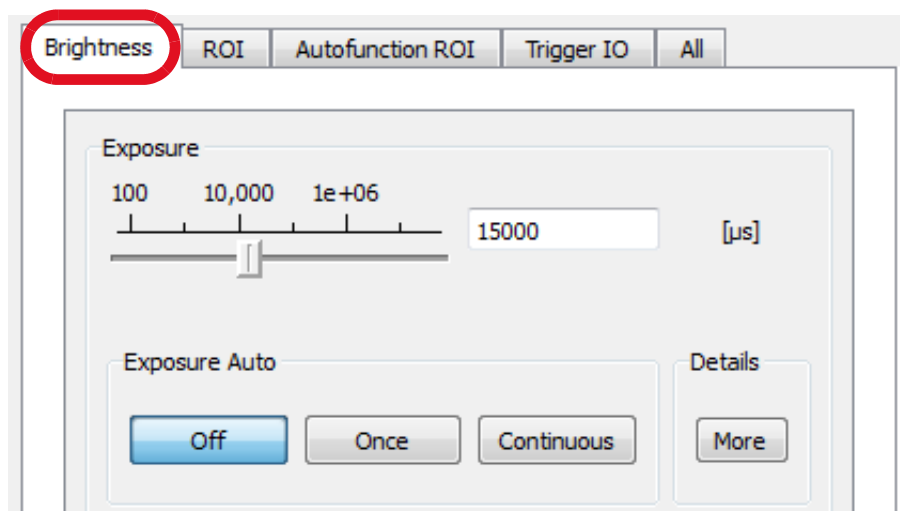 Brightness ROI Autofunction ROI Trigger IO All
Exposure
100 10,000 1e+06
15000 [µs]
Exposure Auto Details
Off Once Continuous More